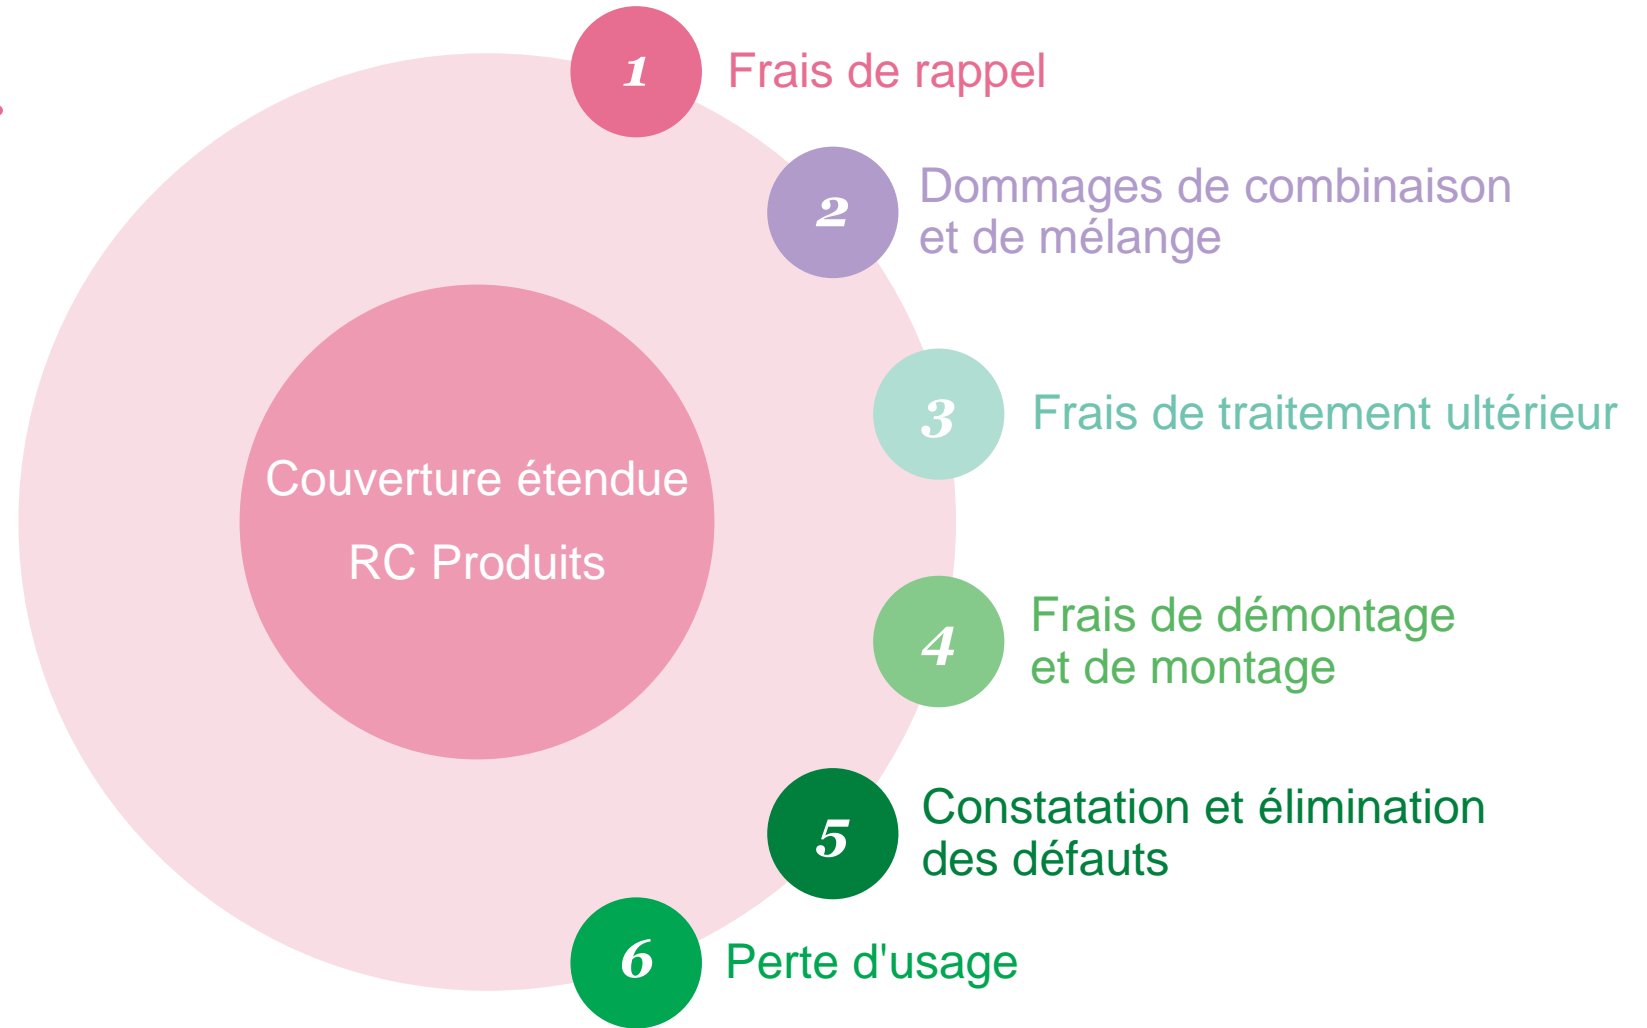 1
Frais de rappel
2
Dommages de combinaison
et de mélange
3
Frais de traitement ultérieur
Couverture étendue
RC Produits
4
Frais de démontage
et de montage
5
Constatation et élimination
des défauts
6
Perte d'usage